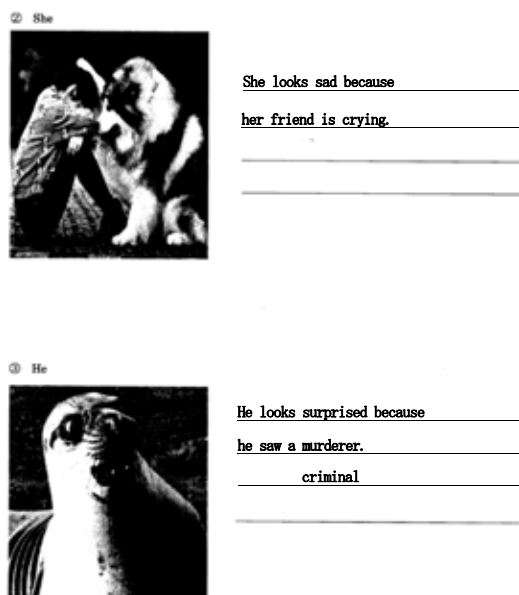 ② She
She looks sad because
her friend is crying.
③ He
He looks surprised because
he saw a murderer.
criminal